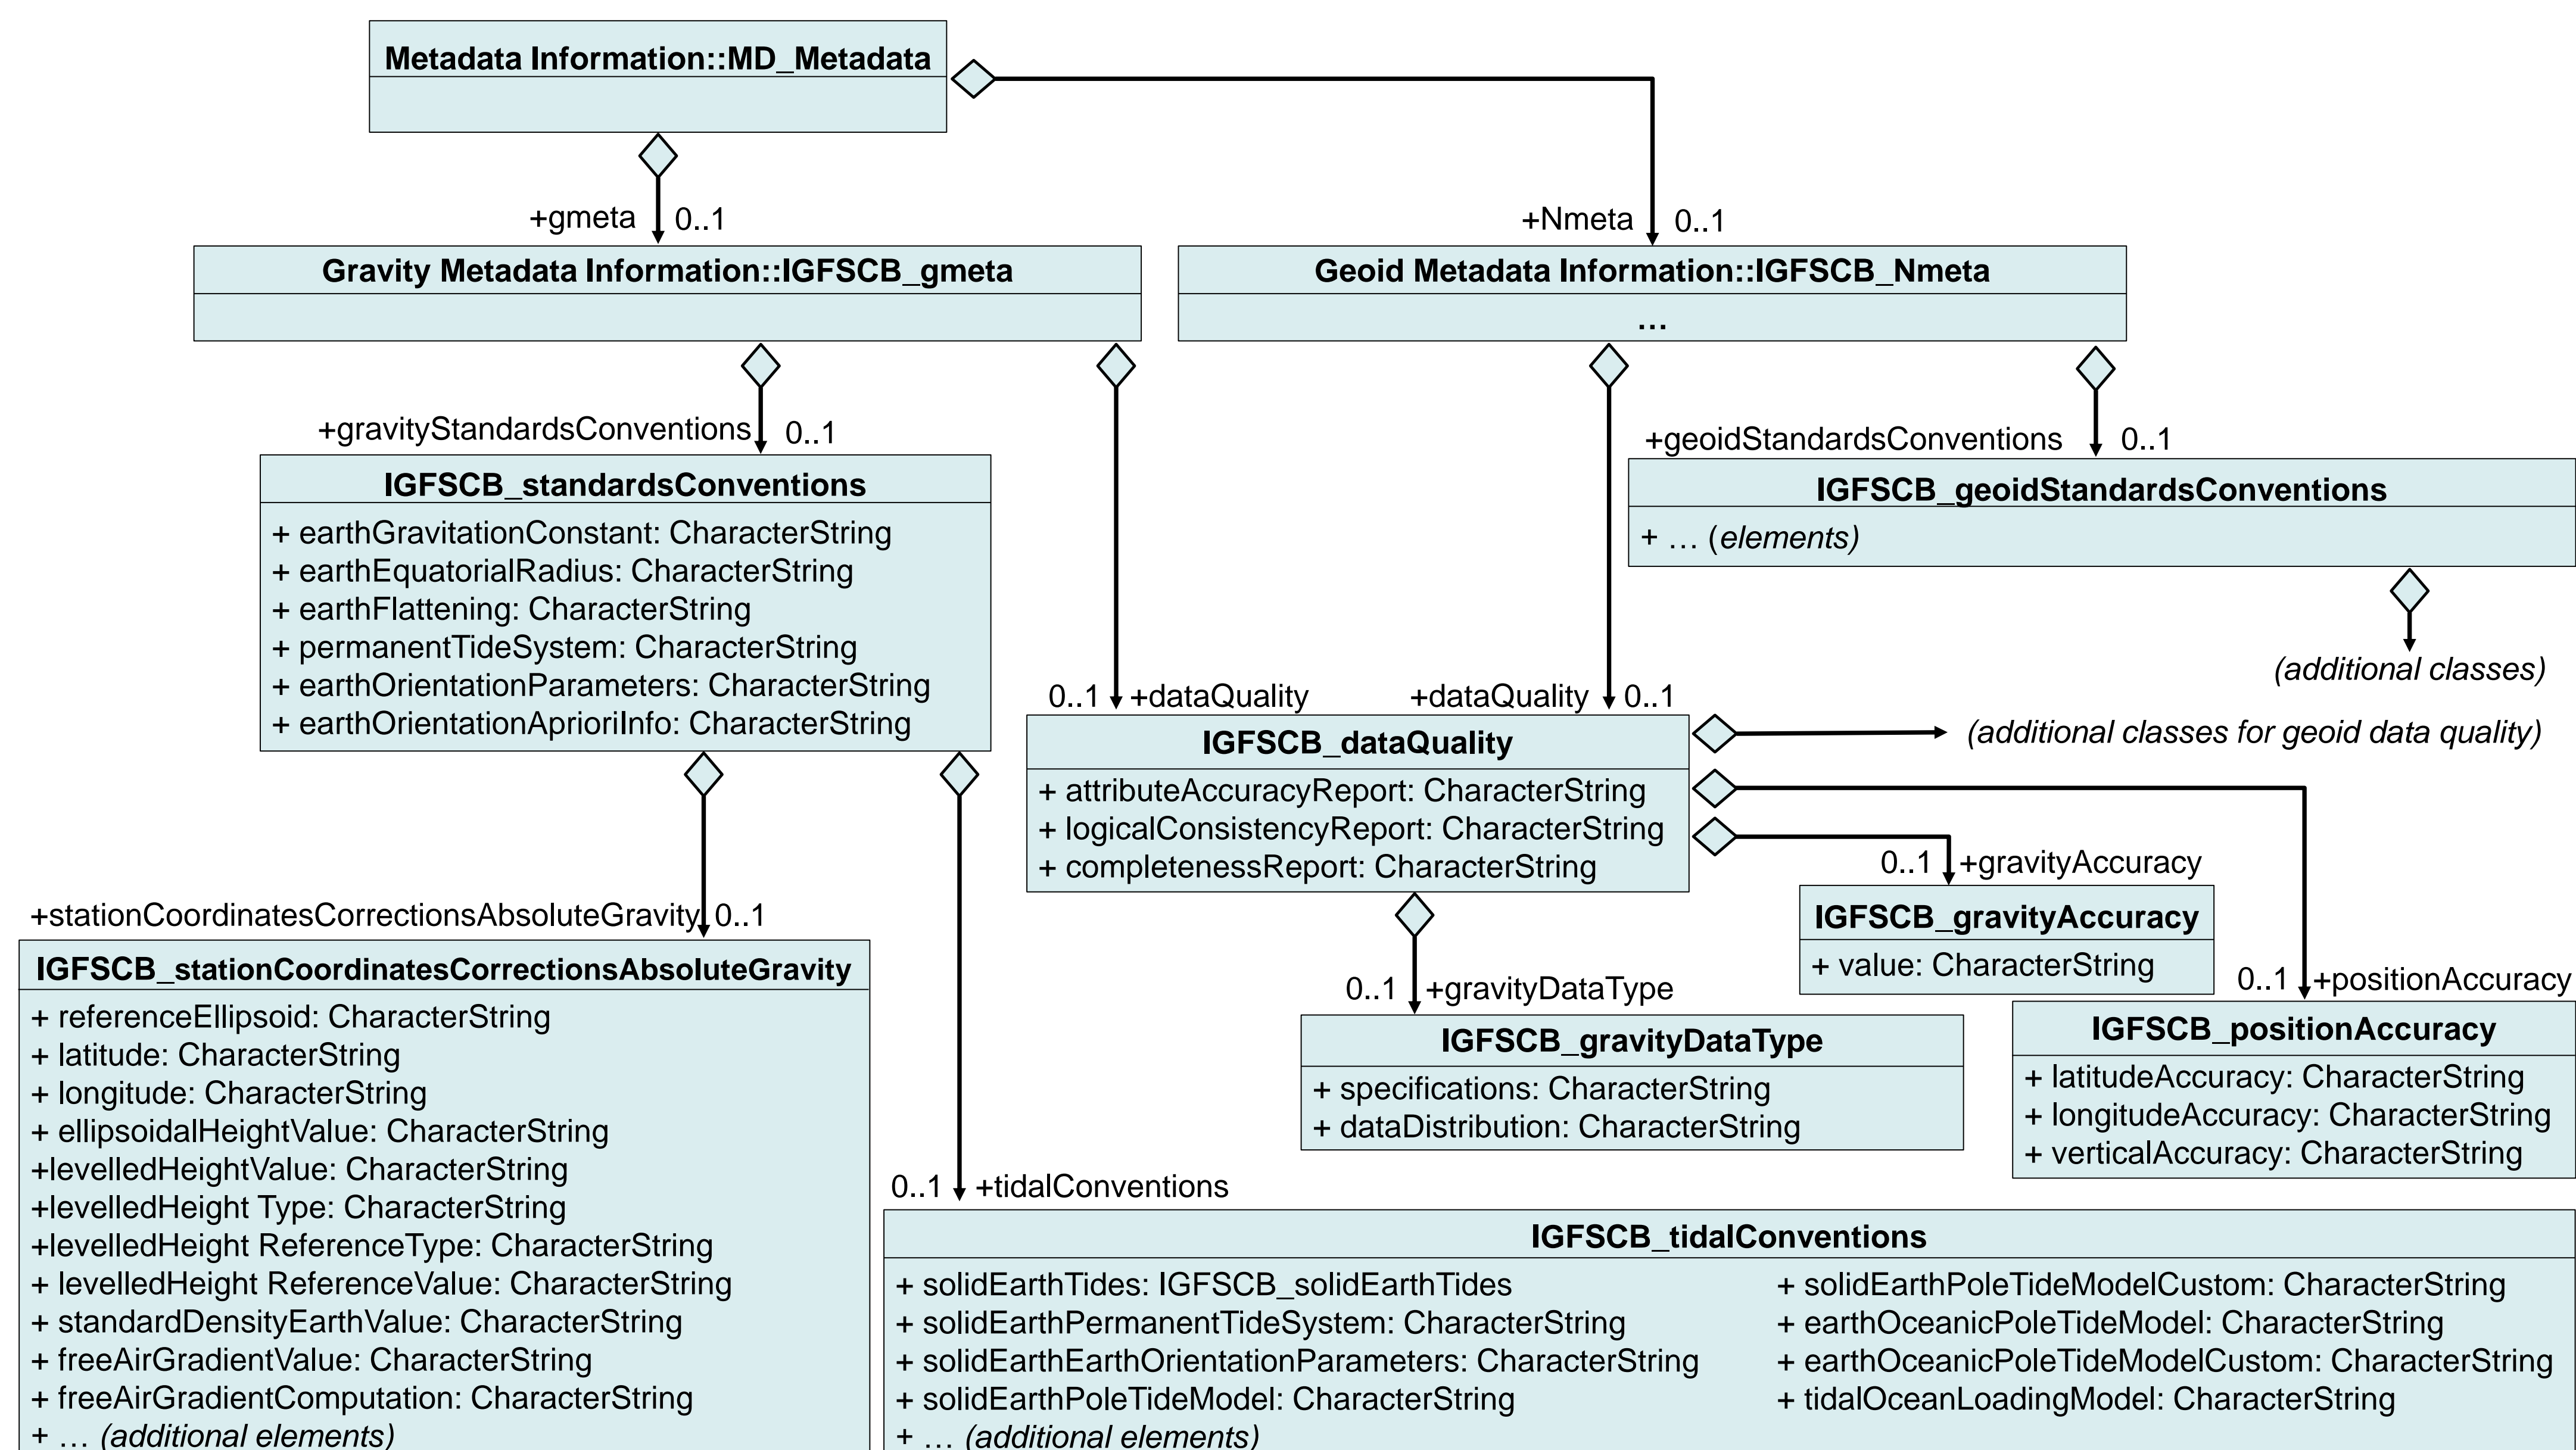 Metadata Information::MD_Metadata
+gmeta 0..1
+Nmeta 0..1
Gravity Metadata Information::IGFSCB_gmeta
Geoid Metadata Information::IGFSCB_Nmeta
...
+gravityStandardsConventions 0..1
+geoidStandardsConventions 0..1
IGFSCB_standardsConventions
+ earthGravitationConstant: CharacterString
+ earthEquatorialRadius: CharacterString
+ earthFlattening: CharacterString
+ permanentTideSystem: CharacterString
+ earthOrientationParameters: CharacterString
+ earthOrientationAprioriInfo: CharacterString
IGFSCB_geoidStandardsConventions
+ … (elements)
(additional classes)
0..1 +dataQuality
+dataQuality 0..1
IGFSCB_dataQuality
+ attributeAccuracyReport: CharacterString
+ logicalConsistencyReport: CharacterString
+ completenessReport: CharacterString
(additional classes for geoid data quality)
0..1 +gravityAccuracy
IGFSCB_gravityAccuracy
+ value: CharacterString
0..1 +positionAccuracy
IGFSCB_positionAccuracy
+ latitudeAccuracy: CharacterString
+ longitudeAccuracy: CharacterString
+ verticalAccuracy: CharacterString
0..1 +gravityDataType
IGFSCB_gravityDataType
+ specifications: CharacterString
+ dataDistribution: CharacterString
+stationCoordinatesCorrectionsAbsoluteGravity 0..1
IGFSCB_stationCoordinatesCorrectionsAbsoluteGravity
+ referenceEllipsoid: CharacterString
+ latitude: CharacterString
+ longitude: CharacterString
+ ellipsoidalHeightValue: CharacterString
+levelledHeightValue: CharacterString
+levelledHeight Type: CharacterString
+levelledHeight ReferenceType: CharacterString
+ levelledHeight ReferenceValue: CharacterString
+ standardDensityEarthValue: CharacterString
+ freeAirGradientValue: CharacterString
+ freeAirGradientComputation: CharacterString
+ … (additional elements)
0..1 +tidalConventions
IGFSCB_tidalConventions
+ solidEarthTides: IGFSCB_solidEarthTides
+ solidEarthPermanentTideSystem: CharacterString
+ solidEarthEarthOrientationParameters: CharacterString
+ solidEarthPoleTideModel: CharacterString
+ … (additional elements)
+ solidEarthPoleTideModelCustom: CharacterString
+ earthOceanicPoleTideModel: CharacterString
+ earthOceanicPoleTideModelCustom: CharacterString
+ tidalOceanLoadingModel: CharacterString